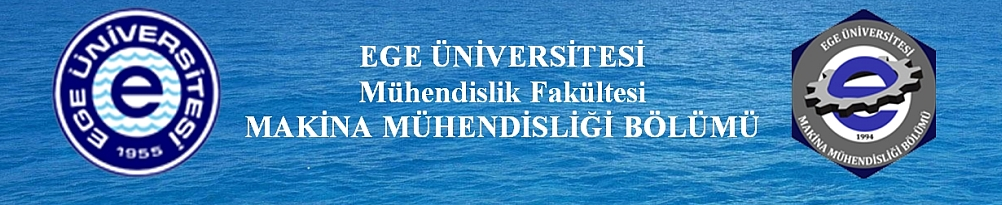 EGE ÜNİVERSİTESİ
1955
EGE ÜNİVERSİTESİ
Mühendislik Fakültesi
MAKİNA MÜHENDİSLİĞİ BÖLÜMÜ
EGE ÜNİVERSİTESİ
1994
MAKİNA MÜHENDİSLİĞİ BÖLÜMÜ